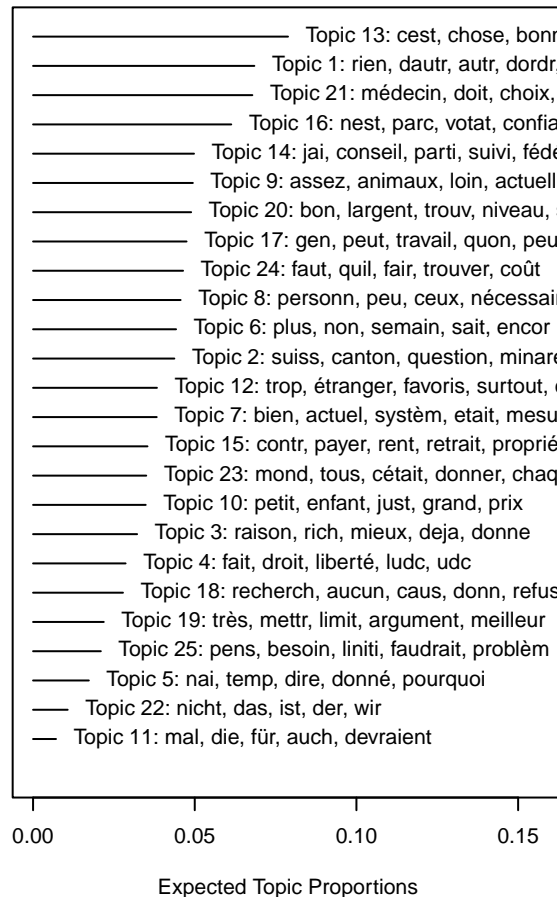 Topic 13: cest, chose, bonn
Topic 1: rien, dautr, autr, dordr,
Topic 21: médecin, doit, choix,
Topic 16: nest, parc, votat, confia
Topic 14: jai, conseil, parti, suivi, féde
Topic 9: assez, animaux, loin, actuell
Topic 20: bon, largent, trouv, niveau,
Topic 17: gen, peut, travail, quon, peu
Topic 24: faut, quil, fair, trouver, coût
Topic 8: personn, peu, ceux, nécessair
Topic 6: plus, non, semain, sait, encor
Topic 2: suiss, canton, question, minare
Topic 12: trop, étranger, favoris, surtout,
Topic 7: bien, actuel, systèm, etait, mesu
Topic 15: contr, payer, rent, retrait, proprié
Topic 23: mond, tous, cétait, donner, chaq
Topic 10: petit, enfant, just, grand, prix
Topic 3: raison, rich, mieux, deja, donne
Topic 4: fait, droit, liberté, ludc, udc
Topic 18: recherch, aucun, caus, donn, refus
Topic 19: très, mettr, limit, argument, meilleur
Topic 25: pens, besoin, liniti, faudrait, problèm
Topic 5: nai, temp, dire, donné, pourquoi
Topic 22: nicht, das, ist, der, wir
Topic 11: mal, die, für, auch, devraient
0.00 0.05 0.10 0.15
Expected Topic Proportions